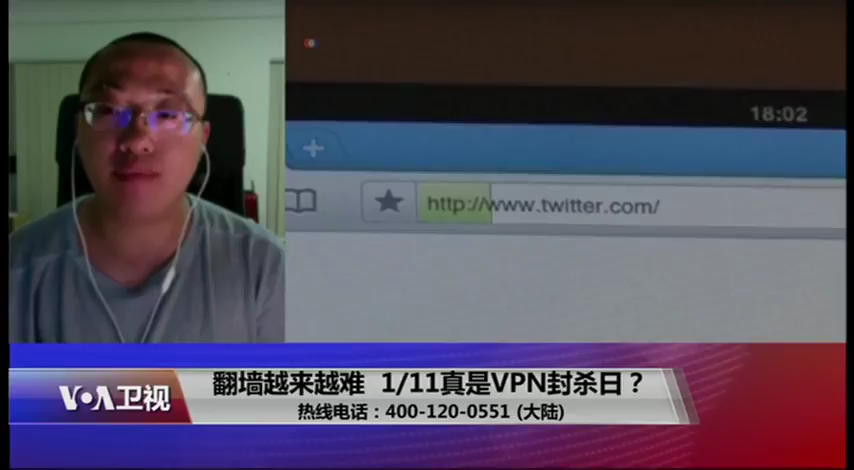 18:02
+
http://www.twitter.com/
翻墙越来越难 1/11真是VPN封杀日？
VOA卫视
热线电话：400-120-0551 (大陆)